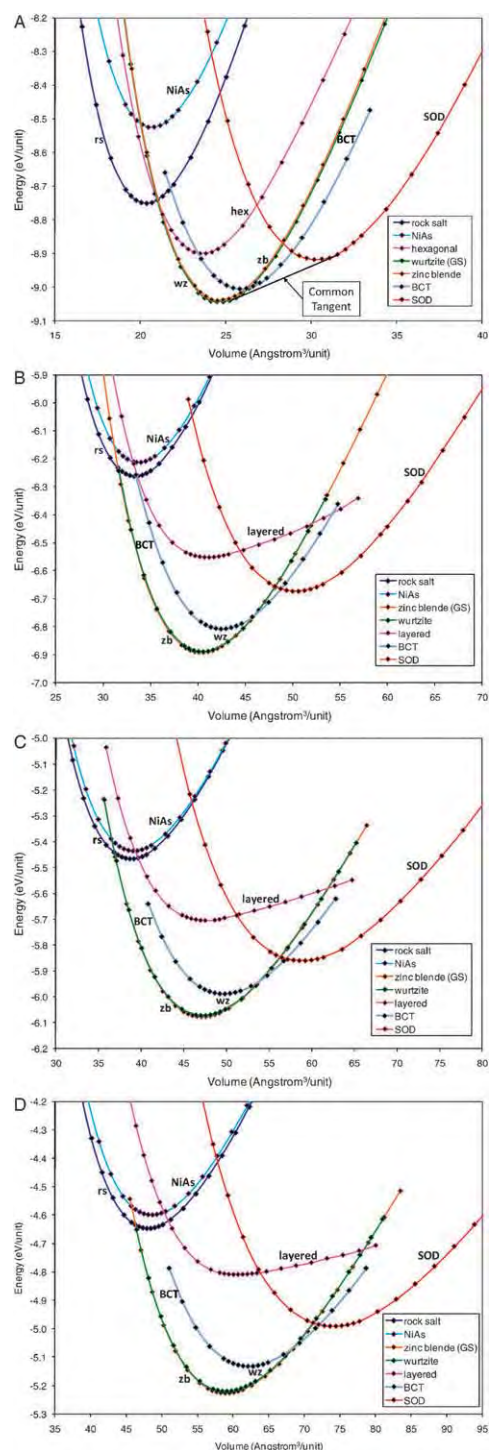 A
-8.2
-8.3
-8.4
-8.5
-8.6
-8.7
-8.8
-8.9
-9.0
-9.1
Energy (eV/unit)
NiAs
rs
hex
wz
zb
BCT
SOD
Common
Tangent
rock salt
NiAs
hexagonal
wurtzite (GS)
zinc blende
BCT
SOD
15 20 25 30 35 40
Volume (Angstrom³/unit)
B
-5.9
-6.0
-6.1
-6.2
-6.3
-6.4
-6.5
-6.6
-6.7
-6.8
-6.9
-7.0
Energy (eV/unit)
rs
NiAs
BCT
layered
SOD
zb
wz
rock salt
NiAs
zinc blende (GS)
wurtzite
layered
BCT
SOD
25 30 35 40 45 50 55 60 65 70
Volume (Angstrom³/unit)
C
-5.0
-5.1
-5.2
-5.3
-5.4
-5.5
-5.6
-5.7
-5.8
-5.9
-6.0
-6.1
-6.2
Energy (eV/unit)
rs
NiAs
BCT
layered
SOD
zb
wz
rock salt
NiAs
zinc blende (GS)
wurtzite
layered
BCT
SOD
30 35 40 45 50 55 60 65 70 75 80
Volume (Angstrom³/unit)
D
-4.2
-4.3
-4.4
-4.5
-4.6
-4.7
-4.8
-4.9
-5.0
-5.1
-5.2
-5.3
Energy (eV/unit)
rs
NiAs
layered
SOD
BCT
zb
wz
rock salt
NiAs
zinc blende (GS)
wurtzite
layered
BCT
SOD
35 40 45 50 55 60 65 70 75 80 85 90 95
Volume (Angstrom³/unit)